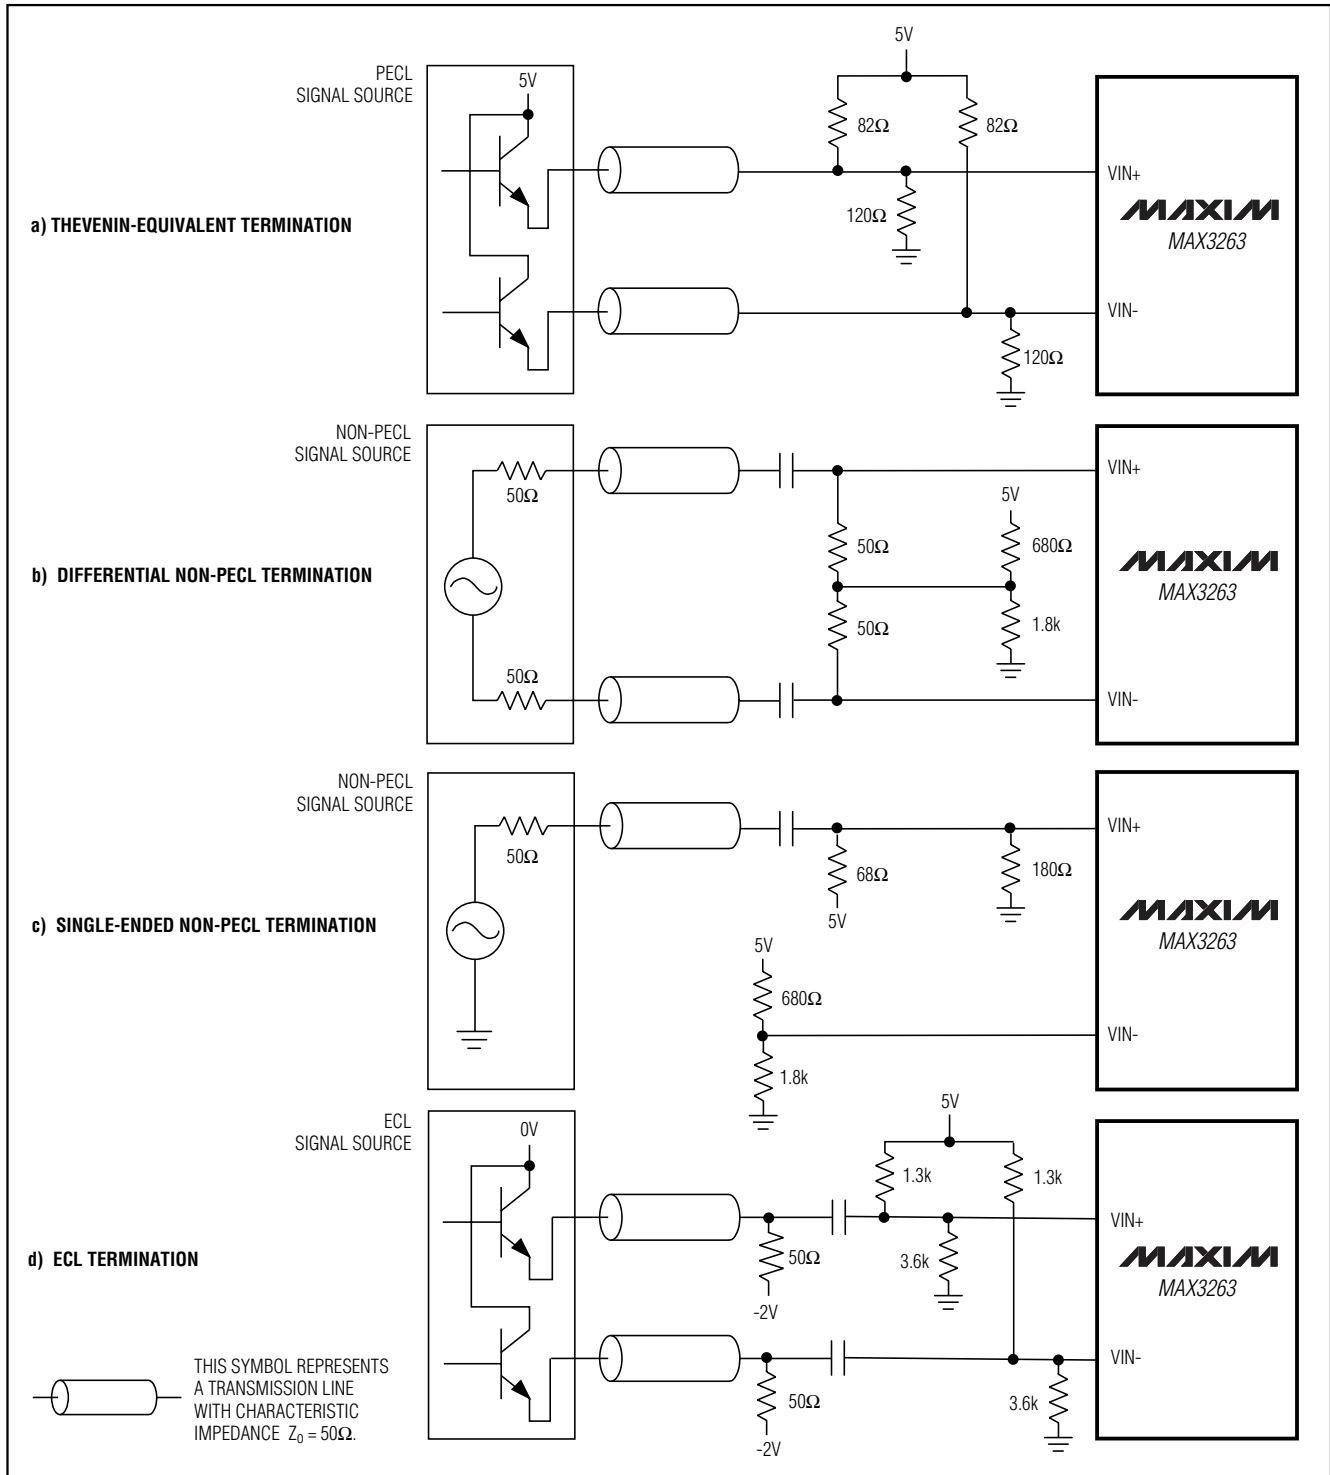 5V
PECL
SIGNAL SOURCE
5V
82Ω
82Ω
VIN+
a) THEVENIN-EQUIVALENT TERMINATION
120Ω
MAXIM
MAX3263
VIN-
120Ω
NON-PECL
SIGNAL SOURCE
50Ω
VIN+
5V
50Ω
680Ω
b) DIFFERENTIAL NON-PECL TERMINATION
MAXIM
MAX3263
50Ω
1.8k
50Ω
VIN-
NON-PECL
SIGNAL SOURCE
50Ω
VIN+
68Ω
180Ω
5V
c) SINGLE-ENDED NON-PECL TERMINATION
MAXIM
MAX3263
5V
680Ω
VIN-
1.8k
ECL
SIGNAL SOURCE
0V
5V
1.3k
1.3k
VIN+
d) ECL TERMINATION
50Ω
3.6k
MAXIM
MAX3263
-2V
VIN-
50Ω
3.6k
-2V
THIS SYMBOL REPRESENTS
A TRANSMISSION LINE
WITH CHARACTERISTIC
IMPEDANCE Z0 = 50Ω.